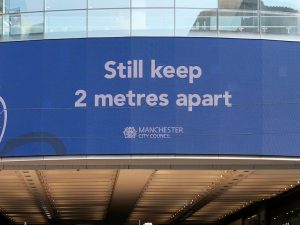 Still keep
2 metres apart
MANCHESTER
CITY COUNCIL